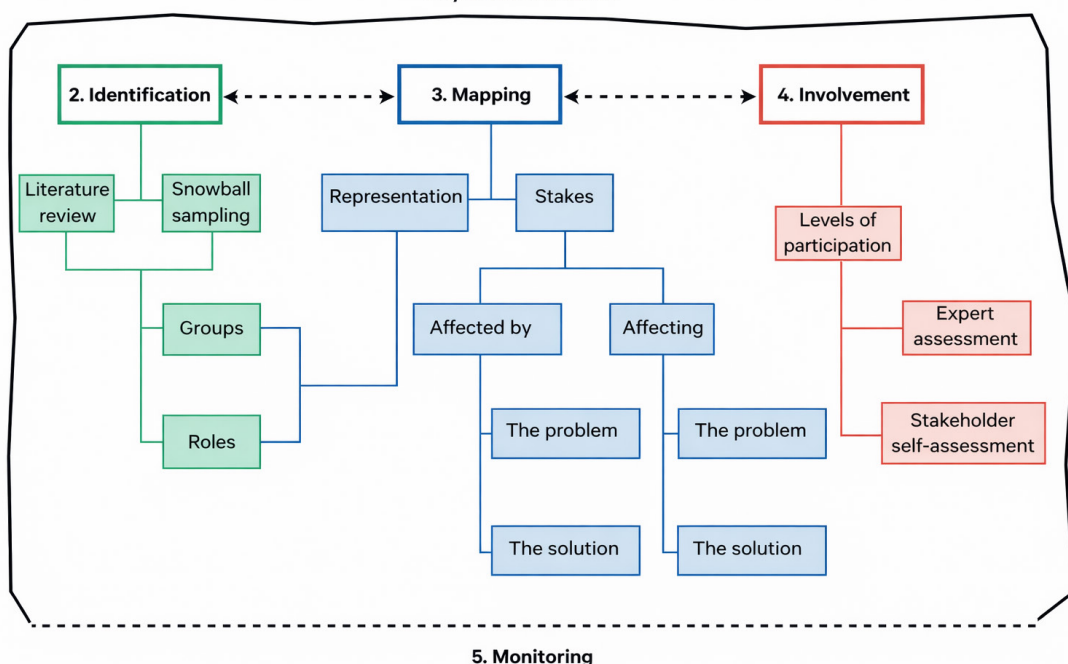 2. Identification
3. Mapping
4. Involvement
Literature
review
Snowball
sampling
Representation
Stakes
Levels of
participation
Groups
Affected by
Affecting
Expert
assessment
Roles
The problem
The problem
Stakeholder
self-assessment
The solution
The solution
5. Monitoring